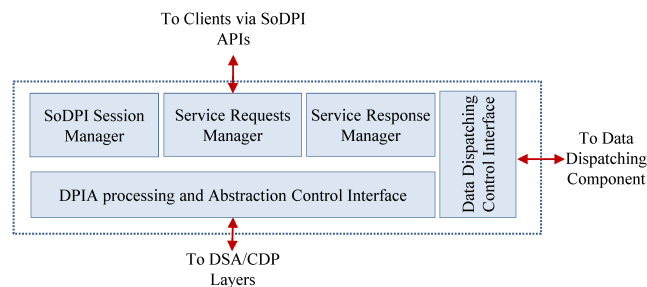 To Clients via SoDPI
APIs
SoDPI Session
Manager
Service Requests
Manager
Service Response
Manager
Data Dispatching
Control Interface
To Data
Dispatching
Component
DPIA processing and Abstraction Control Interface
To DSA/CDP
Layers